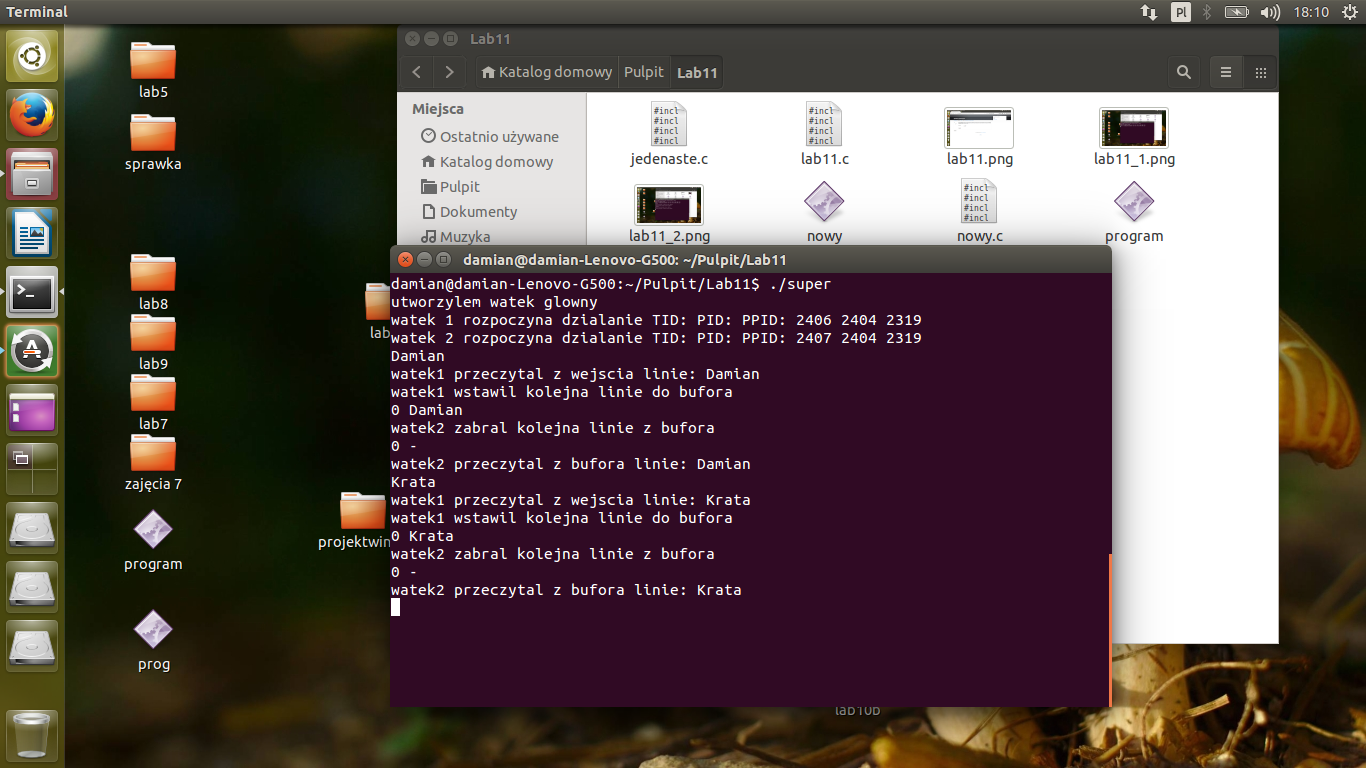 Terminal
Pl
18:10
lab5
sprawka
lab8
lab9
lab7
zajęcia 7
program
prog
lab
projektwin
lab10b
Lab11
Katalog domowy
Pulpit
Lab11
Miejsca
Ostatnio używane
Katalog domowy
Pulpit
Dokumenty
Muzyka
#incl
#incl
#incl
#incl
jedenaste.c
#incl
#incl
#incl
#incl
lab11.c
lab11.png
lab11_1.png
lab11_2.png
nowy
#incl
#incl
#incl
#incl
nowy.c
program
damian@damian-Lenovo-G500: ~/Pulpit/Lab11
damian@damian-Lenovo-G500:~/Pulpit/Lab11$ ./super
utworzylem watek glowny
watek 1 rozpoczyna dzialanie TID: PID: PPID: 2406 2404 2319
watek 2 rozpoczyna dzialanie TID: PID: PPID: 2407 2404 2319
Damian
watek1 przeczytal z wejscia linie: Damian
watek1 wstawil kolejna linie do bufora
0 Damian
watek2 zabral kolejna linie z bufora
0 -
watek2 przeczytal z bufora linie: Damian
Krata
watek1 przeczytal z wejscia linie: Krata
watek1 wstawil kolejna linie do bufora
0 Krata
watek2 zabral kolejna linie z bufora
0 -
watek2 przeczytal z bufora linie: Krata